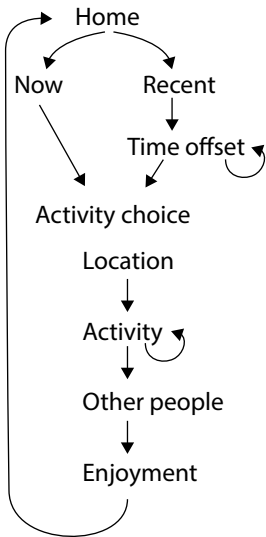 Home
Now Recent
Time offset
Activity choice
Location
Activity
Other people
Enjoyment